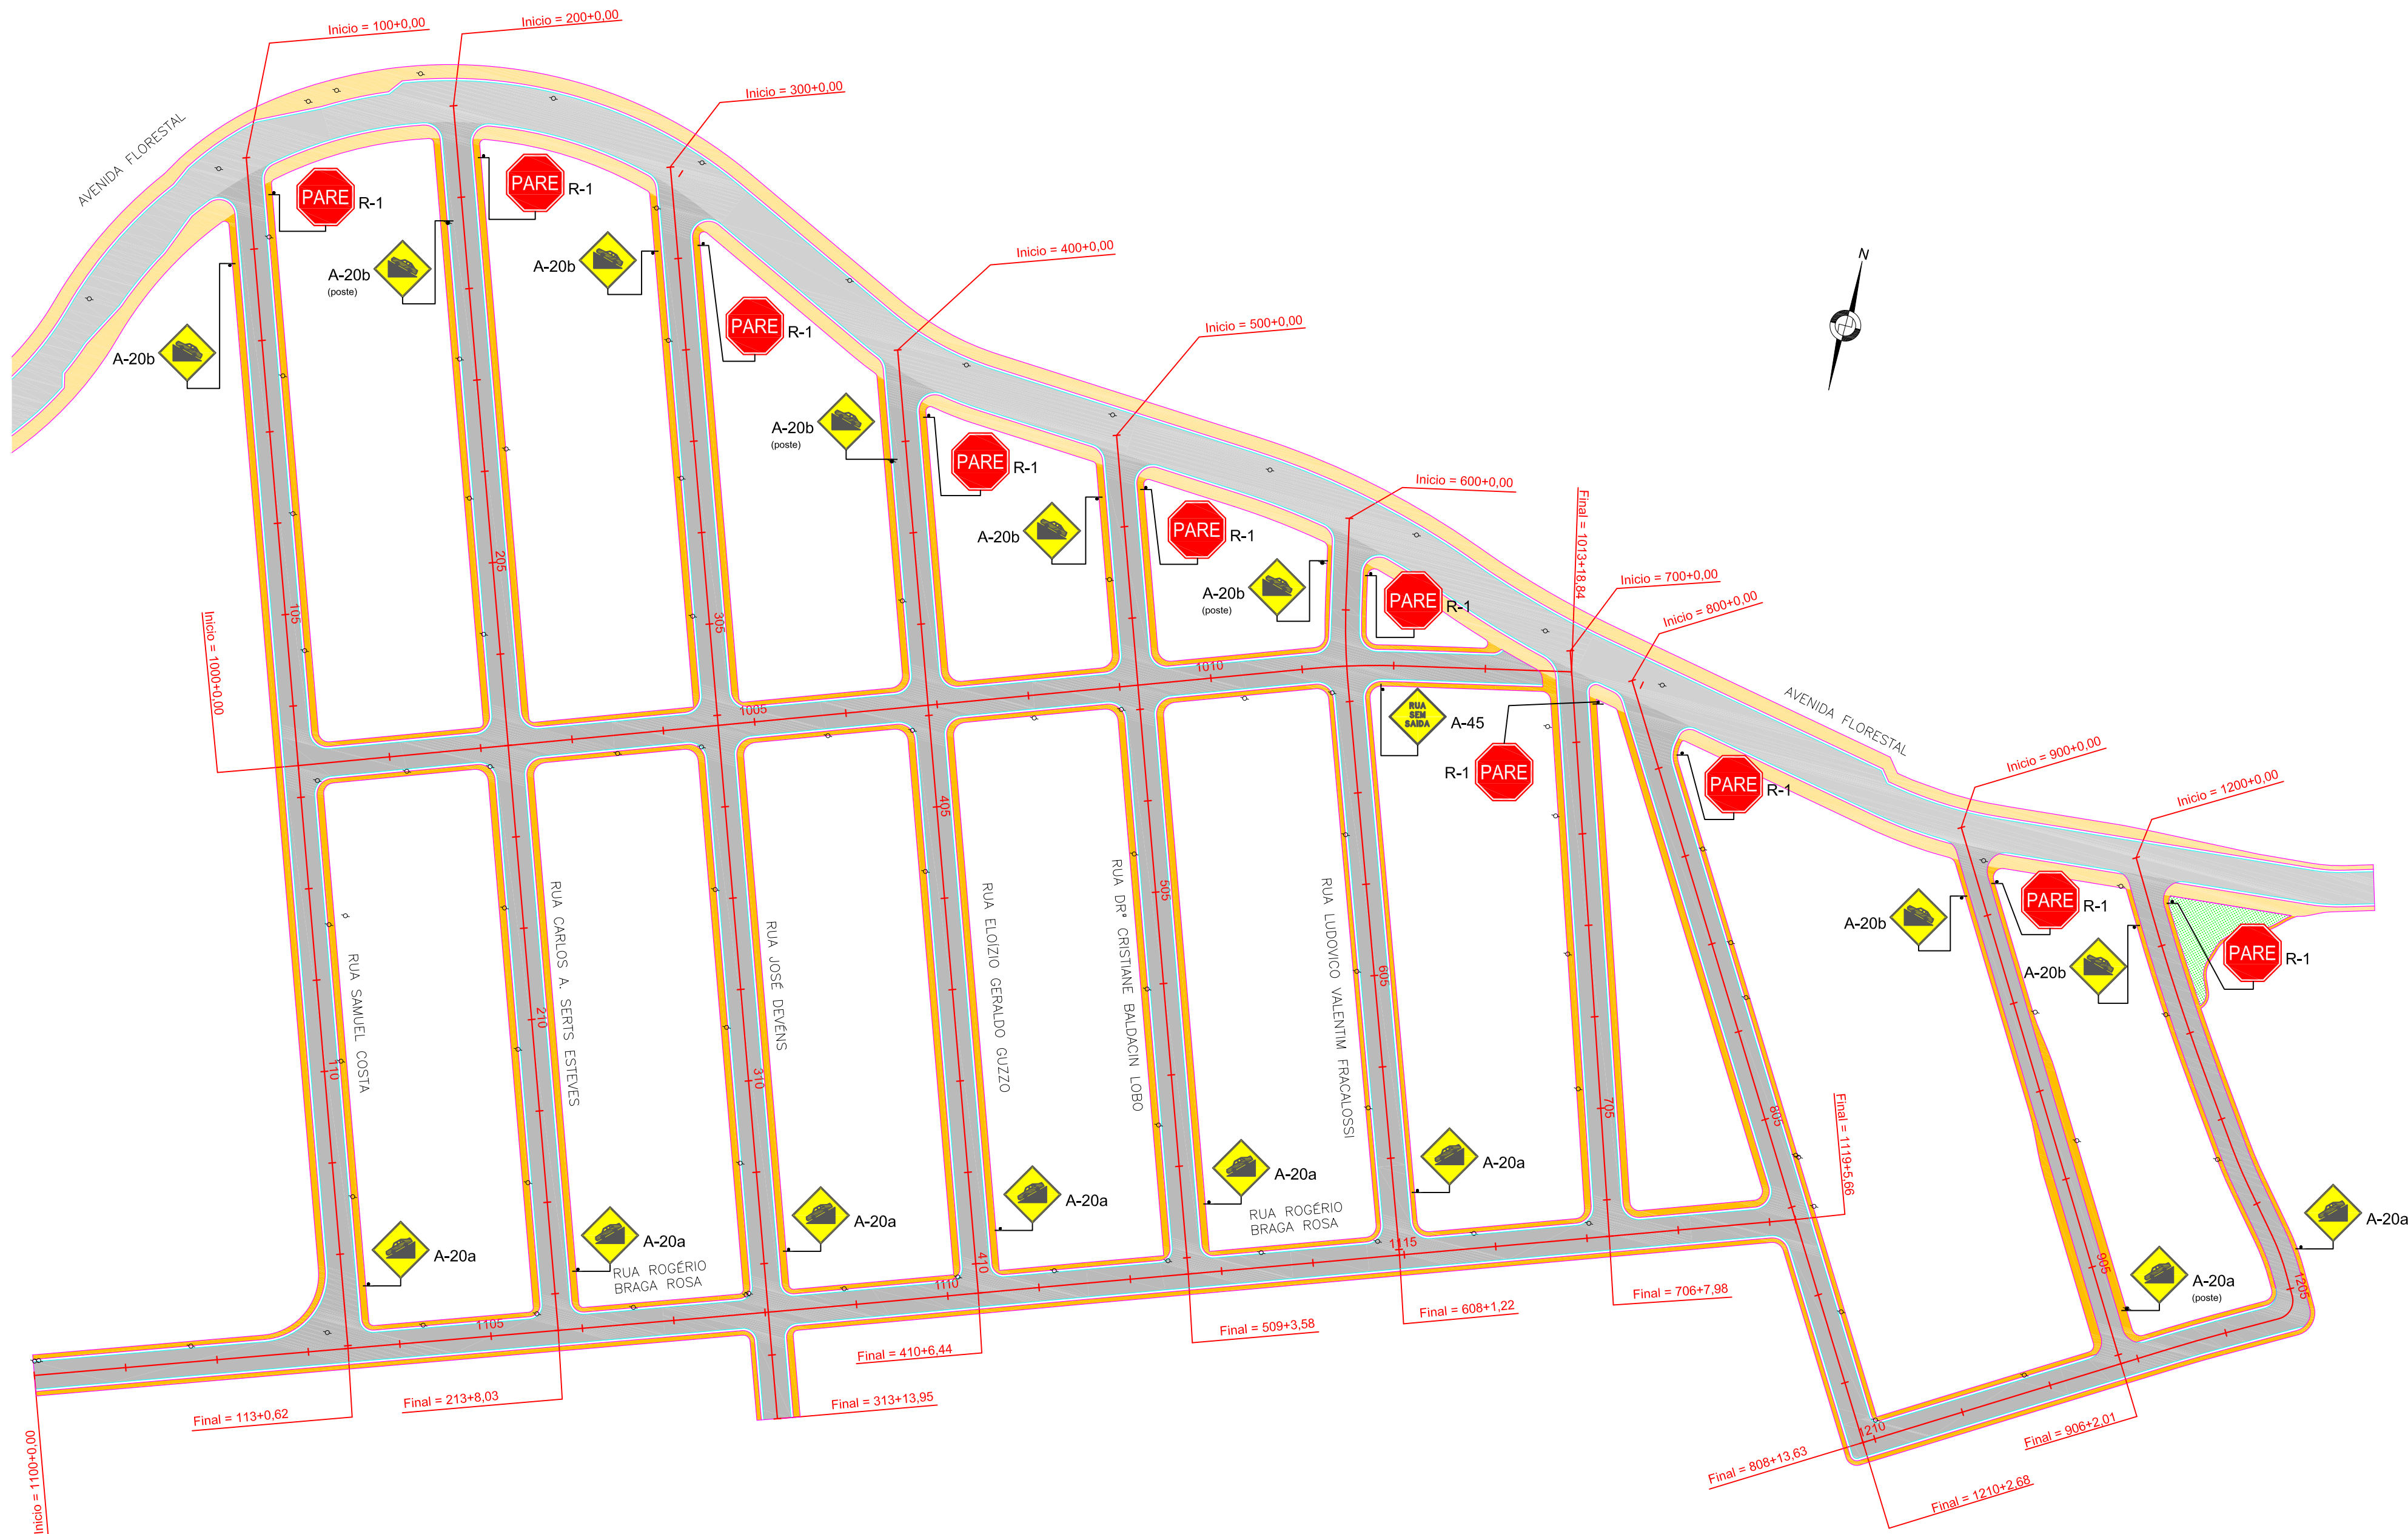 Inicio = 100+0,00
Inicio = 200+0,00
Inicio = 300+0,00
AVENIDA FLORESTAL
PARE
R-1
PARE
R-1
A-20b
A-20b
(poste)
A-20b
PARE
R-1
Inicio = 400+0,00
N
Inicio = 500+0,00
A-20b
(poste)
PARE
R-1
Inicio = 600+0,00
Final = 1013+18,84
A-20b
PARE
R-1
Inicio = 700+0,00
Inicio = 800+0,00
A-20b
(poste)
PARE
R-1
Inicio = 1000+0,00
105
205
305
1005
1010
RUA
SEM
SAÍDA
A-45
AVENIDA FLORESTAL
R-1
PARE
PARE
R-1
Inicio = 900+0,00
Inicio = 1200+0,00
405
505
605
A-20b
PARE
R-1
A-20b
PARE
R-1
RUA SAMUEL COSTA
RUA CARLOS A. SERTS ESTEVES
RUA JOSÉ DEVÉNS
RUA ELOÍZIO GERALDO GUZZO
RUA DRª CRISTIANE BALDACIN LOBO
RUA LUDOVICO VALENTIM FRACALOSSI
110
210
310
705
805
Final = 1119+5,66
A-20a
A-20a
A-20a
A-20a
A-20a
A-20a
A-20a
A-20a
(poste)
RUA ROGÉRIO
BRAGA ROSA
RUA ROGÉRIO
BRAGA ROSA
410
905
1205
1105
1110
1115
Final = 706+7,98
Final = 608+1,22
Final = 509+3,58
Final = 410+6,44
Final = 313+13,95
Final = 213+8,03
Final = 113+0,62
Inicio = 1100+0,00
1210
Final = 906+2,01
Final = 808+13,63
Final = 1210+2,68